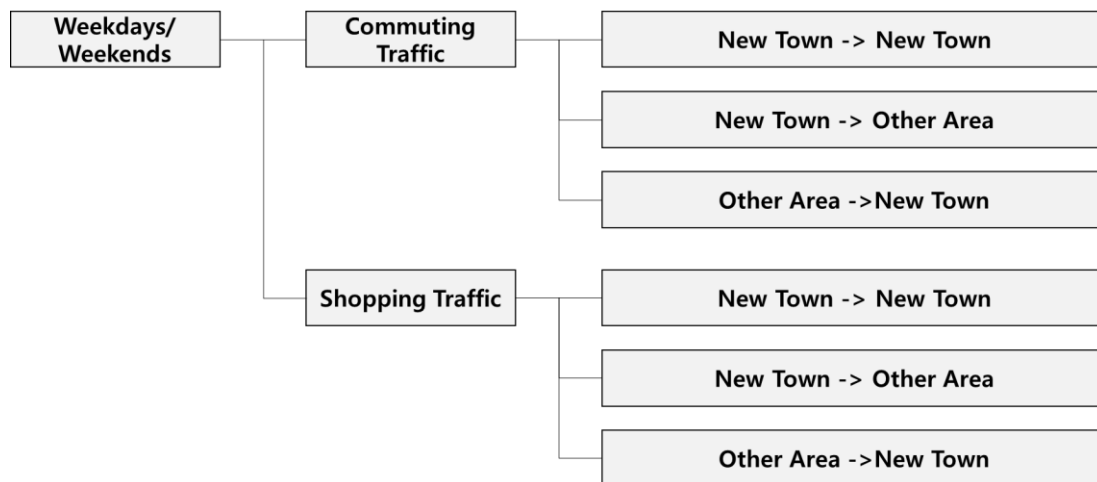 Weekdays/
Weekends
Commuting
Traffic
New Town -> New Town
New Town -> Other Area
Other Area ->New Town
Shopping Traffic
New Town -> New Town
New Town -> Other Area
Other Area ->New Town